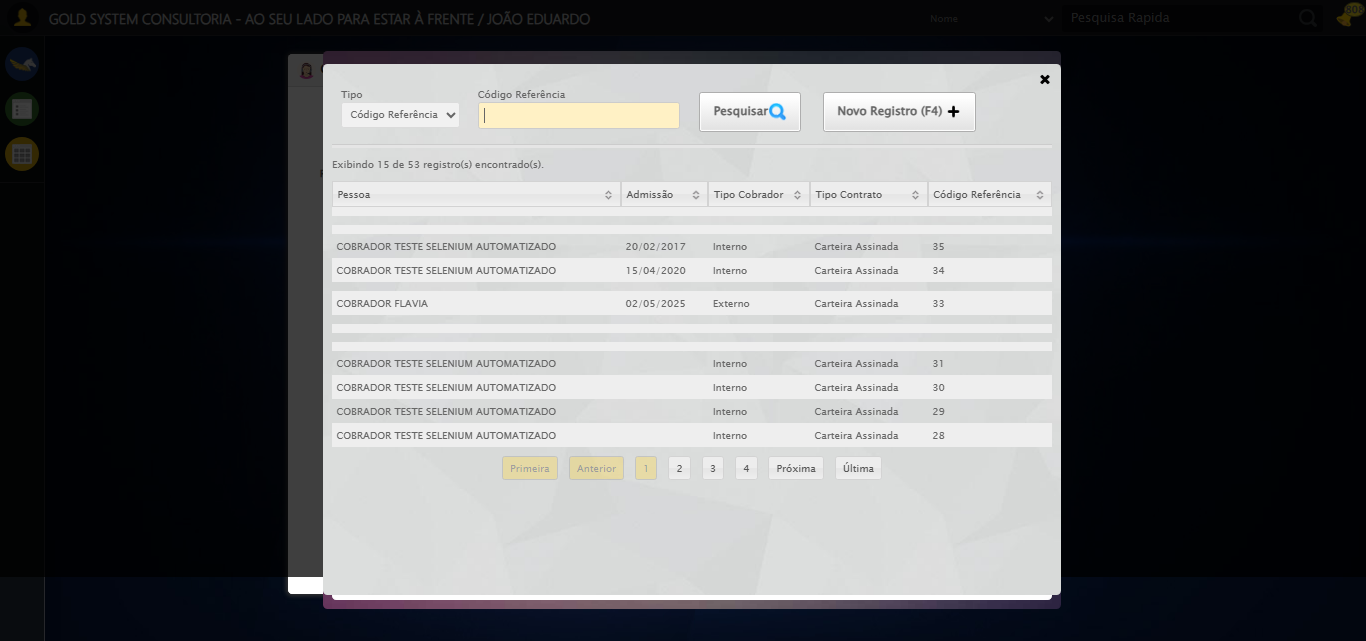 GOLD SYSTEM CONSULTORIA - AO SEU LADO PARA ESTAR À FRENTE / JOÃO EDUARDO
Nome
Pesquisa Rapida
Tipo
Código Referência
Código Referência
Pesquisar
Novo Registro (F4)
Exibindo 15 de 53 registro(s) encontrado(s).
Pessoa Admissão Tipo Cobrador Tipo Contrato Código Referência
COBRADOR TESTE SELENIUM AUTOMATIZADO 20/02/2017 Interno Carteira Assinada 35
COBRADOR TESTE SELENIUM AUTOMATIZADO 15/04/2020 Interno Carteira Assinada 34
COBRADOR FLAVIA 02/05/2025 Externo Carteira Assinada 33
COBRADOR TESTE SELENIUM AUTOMATIZADO Interno Carteira Assinada 31
COBRADOR TESTE SELENIUM AUTOMATIZADO Interno Carteira Assinada 30
COBRADOR TESTE SELENIUM AUTOMATIZADO Interno Carteira Assinada 29
COBRADOR TESTE SELENIUM AUTOMATIZADO Interno Carteira Assinada 28
Primeira Anterior 1 2 3 4 Próxima Última